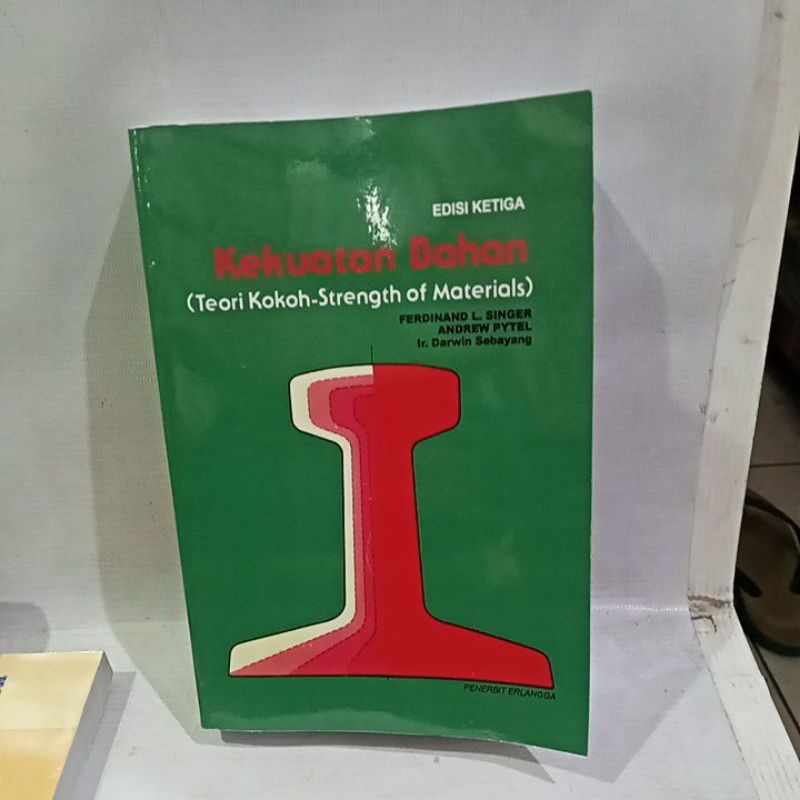 EDISI KETIGA
Kekuatan Bahan
(Teori Kokoh-Strength of Materials)
FERDINAND L. SINGER
ANDREW PYTEL
Ir. Darwin Sebayang
PENERBIT ERLANGGA